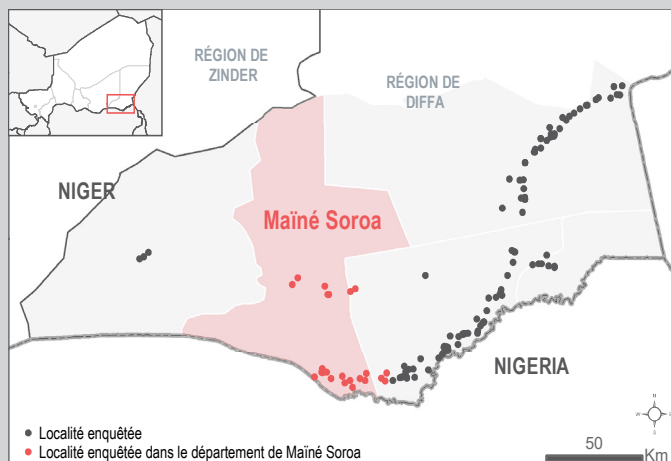 RÉGION DE
ZINDER
RÉGION DE
DIFFA
NIGER
Maïné Soroa
NIGERIA
N
W
E
S
50
Km
Localité enquêtée
Localité enquêtée dans le département de Maïné Soroa